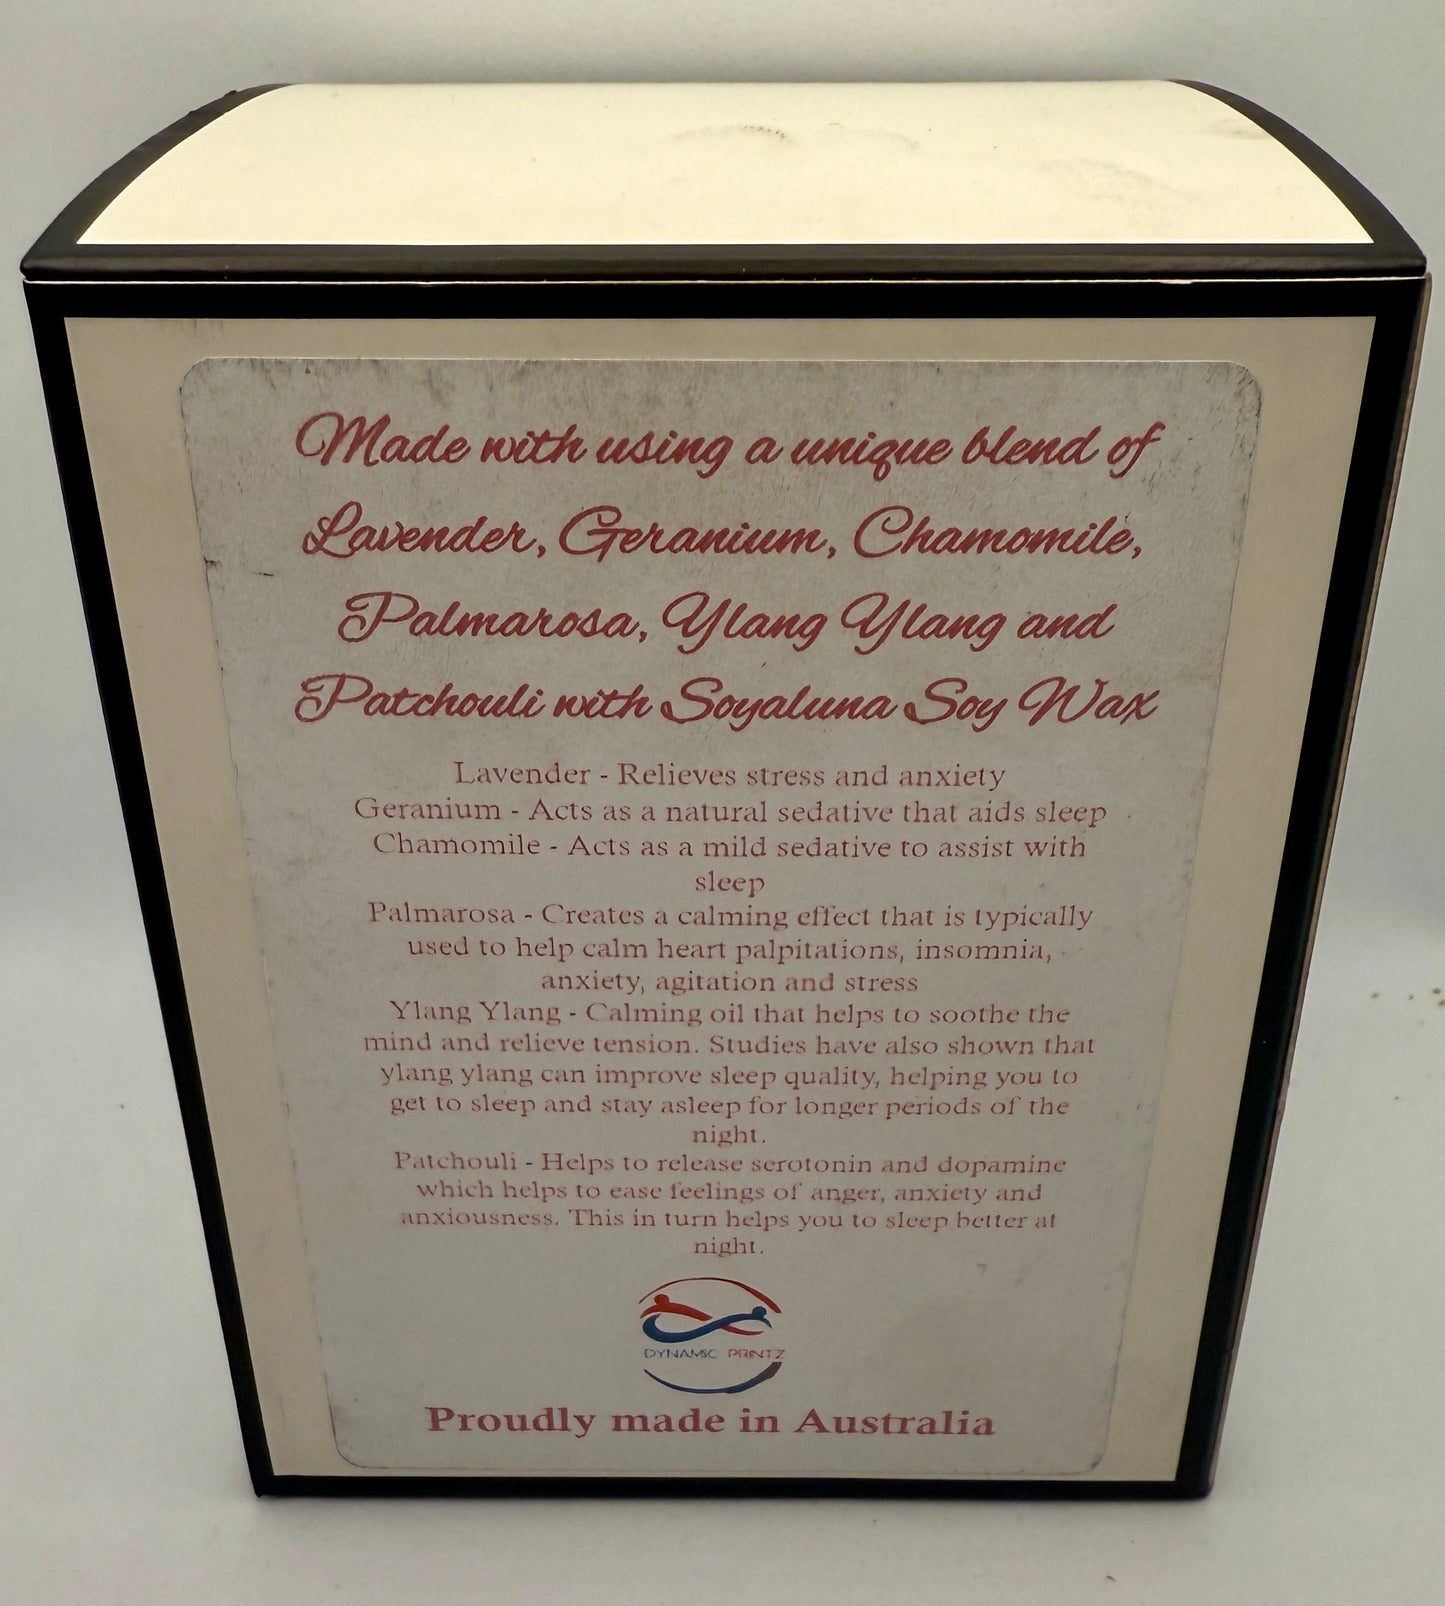 Made with using a unique blend of
Lavender, Geranium, Chamomile,
Palmarosa, Ylang Ylang and
Patchouli with Soyaluna Soy Wax
Lavender - Relieves stress and anxiety
Geranium - Acts as a natural sedative that aids sleep
Chamomile - Acts as a mild sedative to assist with
sleep
Palmarosa - Creates a calming effect that is typically
used to help calm heart palpitations, insomnia,
anxiety, agitation and stress
Ylang Ylang - Calming oil that helps to soothe the
mind and relieve tension. Studies have also shown that
ylang ylang can improve sleep quality, helping you to
get to sleep and stay asleep for longer periods of the
night.
Patchouli - Helps to release serotonin and dopamine
which helps to ease feelings of anger, anxiety and
anxiousness. This in turn helps you to sleep better at
night.
DYNAMIC PRINTZ
Proudly made in Australia